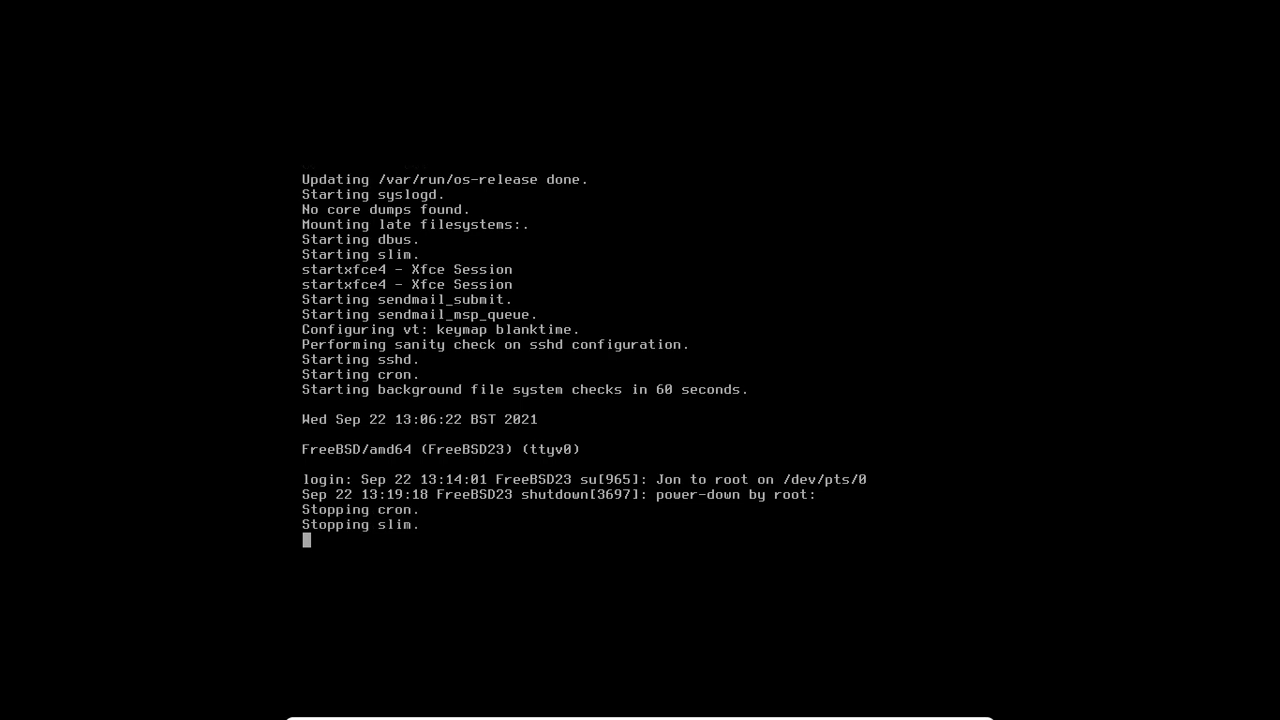 Updating /var/run/os-release done.
Starting syslogd.
No core dumps found.
Mounting late filesystems:.
Starting dbus.
Starting slim.
startxfce4 - Xfce Session
startxfce4 - Xfce Session
Starting sendmail_submit.
Starting sendmail_msp_queue.
Configuring vt: keymap blanktime.
Performing sanity check on sshd configuration.
Starting sshd.
Starting cron.
Starting background file system checks in 60 seconds.
Wed Sep 22 13:06:22 BST 2021
FreeBSD/amd64 (FreeBSD23) (ttyv0)
login: Sep 22 13:14:01 FreeBSD23 su[965]: Jon to root on /dev/pts/0
Sep 22 13:19:18 FreeBSD23 shutdown[3697]: power-down by root:
Stopping cron.
Stopping slim.